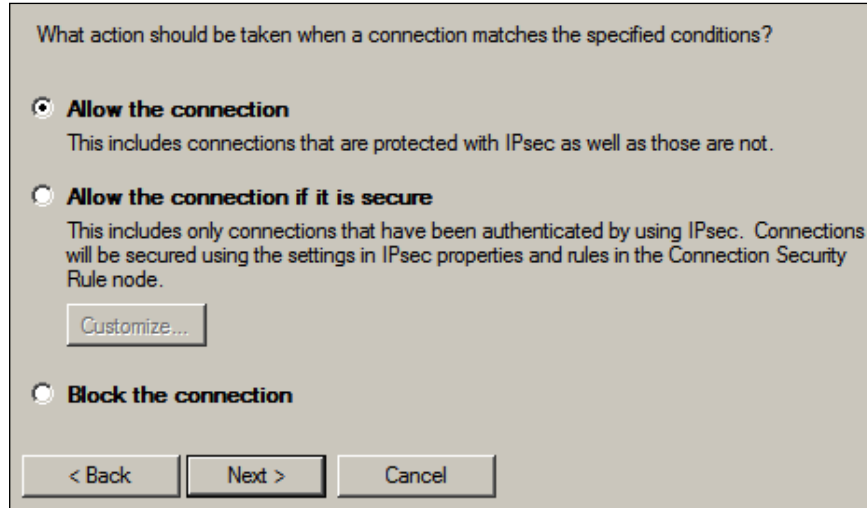 What action should be taken when a connection matches the specified conditions?
Allow the connection
This includes connections that are protected with IPsec as well as those are not.
Allow the connection if it is secure
This includes only connections that have been authenticated by using IPsec. Connections
will be secured using the settings in IPsec properties and rules in the Connection Security
Rule node.
Customize...
Block the connection
< Back Next > Cancel